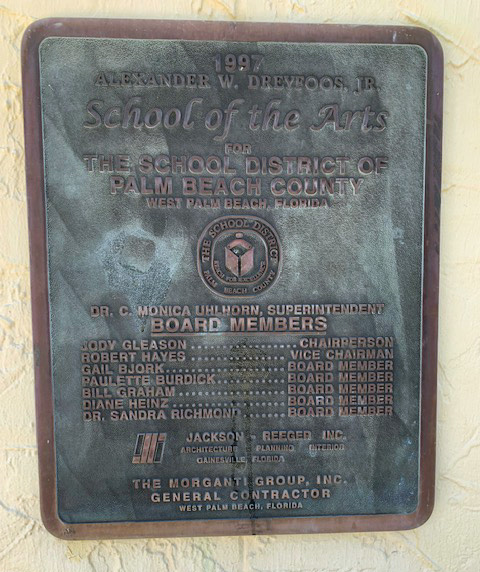 1997
ALEXANDER W. DREYFOOS, JR.
School of the Arts
FOR
THE SCHOOL DISTRICT OF
PALM BEACH COUNTY
WEST PALM BEACH, FLORIDA
THE SCHOOL DISTRICT
PALM BEACH COUNTY
DR. C. MONICA UHLHORN, SUPERINTENDENT
BOARD MEMBERS
JODY GLEASON ................ CHAIRPERSON
ROBERT HAYES ................ VICE CHAIRMAN
GAIL BJORK ................ BOARD MEMBER
PAULETTE BURDICK ............ BOARD MEMBER
BILL GRAHAM ................ BOARD MEMBER
DIANE HEINZ ................ BOARD MEMBER
DR. SANDRA RICHMOND ........ BOARD MEMBER
JACKSON - REEGER INC.
ARCHITECTURE PLANNING INTERIOR
GAINESVILLE, FLORIDA
THE MORGANTI GROUP, INC.
GENERAL CONTRACTOR
WEST PALM BEACH, FLORIDA